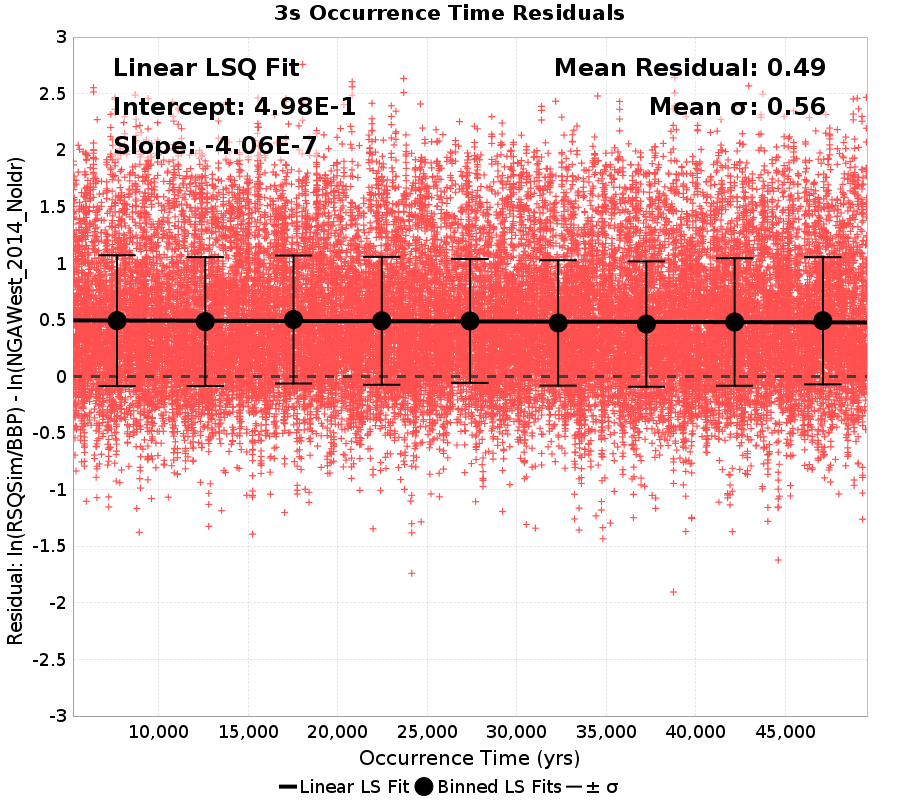 3s Occurrence Time Residuals
Linear LSQ Fit
Intercept: 4.98E-1
Slope: -4.06E-7
Mean Residual: 0.49
Mean σ: 0.56
Residual: ln(RSQSim/BBP) - ln(NGAWest_2014_NoIdr)
3
2.5
2
1.5
1
0.5
0
-0.5
-1
-1.5
-2
-2.5
-3
10,000 15,000 20,000 25,000 30,000 35,000 40,000 45,000
Occurrence Time (yrs)
Linear LS Fit Binned LS Fits ± σ